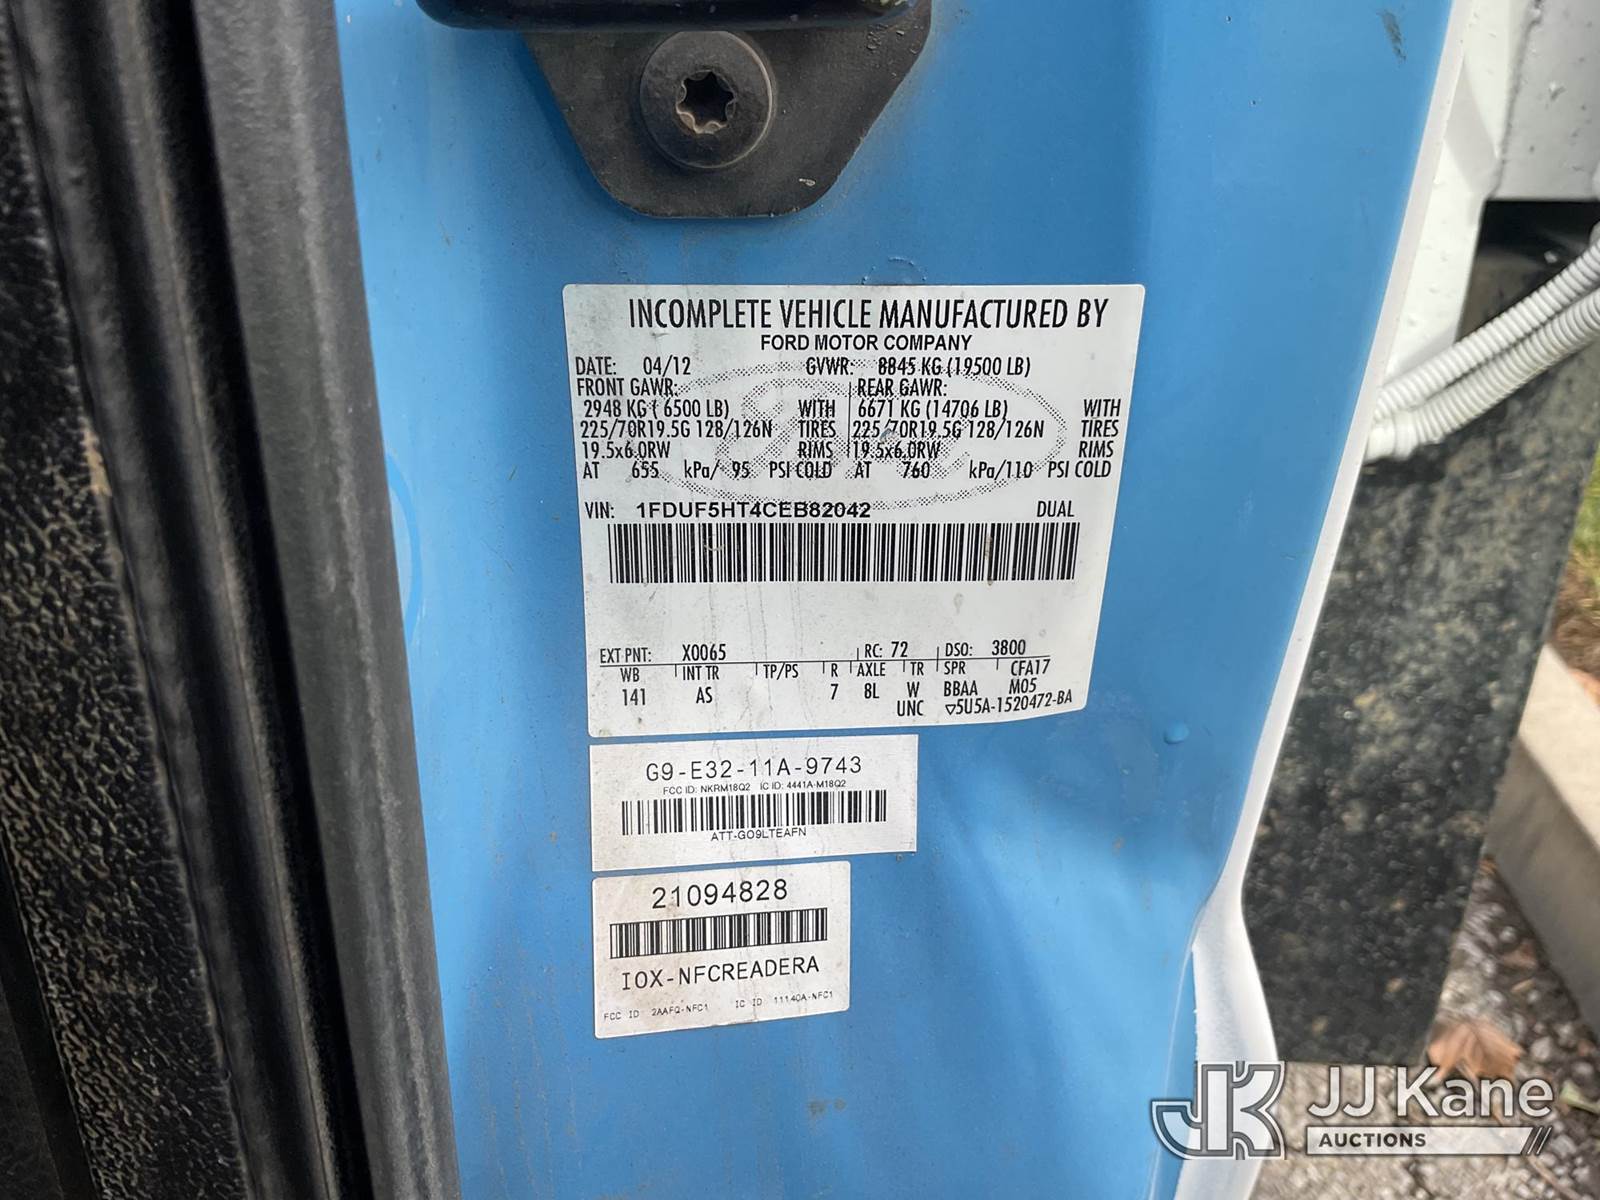 INCOMPLETE VEHICLE MANUFACTURED BY
FORD MOTOR COMPANY
DATE: 04/12 GVWR: 8845 KG (19500 LB)
FRONT GAWR: REAR GAWR:
2948 KG ( 6500 LB) WITH 6671 KG (14706 LB) WITH
225/70R19.5G 128/126N TIRES 225/70R19.5G 128/126N TIRES
19.5x6.0RW RIMS 19.5x6.0RW RIMS
AT 655 kPa/ 95 PSI COLD AT 760 kPa/110 PSI COLD
VIN: 1FDUF5HT4CEB82042 DUAL
EXT PNT: X0065 RC: 72 DSO: 3800
WB INT TR TP/PS R AXLE TR SPR CFA17
141 AS 7 8L W BBAA M05
UNC ▽5U5A-1520472-BA
G9-E32-11A-9743
FCC ID: NKRM18Q2 IC ID: 4441A-M18Q2
ATT-GO9LTEAFN
21094828
IOX-NFCREADERA
FCC ID 2AAFQ-NFC1 IC ID 11140A-NFC1
JK JJ Kane
AUCTIONS